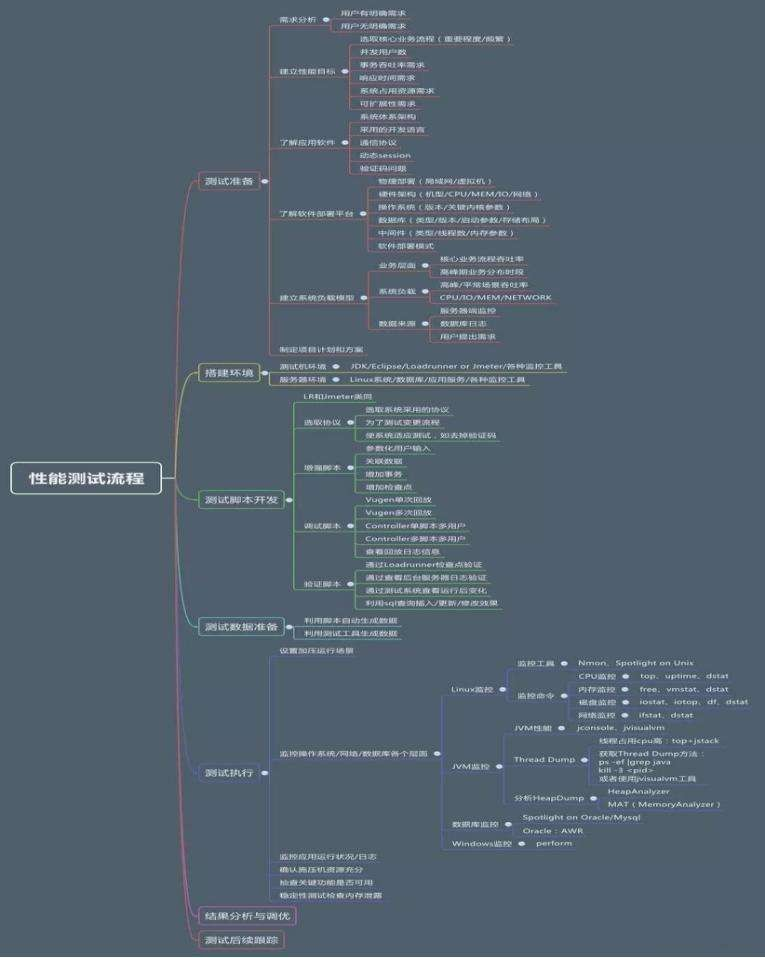 性能测试流程
测试准备
需求分析
用户有明确需求
用户无明确需求
建立性能目标
选取核心业务流程（重要程度/频繁）
并发用户数
事务吞吐率需求
响应时间需求
系统占用资源需求
可扩展性需求
了解应用软件
系统体系架构
采用的开发语言
通信协议
动态session
验证码问题
了解软件部署平台
物理部署（局域网/虚拟机）
硬件架构（机型/CPU/MEM/IO/网络）
操作系统（版本/关键内核参数）
数据库（类型/版本/启动参数/存储布局）
中间件（类型/线程数/内存参数）
软件部署模式
建立系统负载模型
业务层面
核心业务流程吞吐率
高峰期业务分布时段
系统负载
高峰/平常场景吞吐率
CPU/IO/MEM/NETWORK
数据来源
服务器端监控
数据库日志
用户提出需求
制定项目计划和方案
搭建环境
测试机环境
JDK/Eclipse/Loadrunner or Jmeter/各种监控工具
服务器环境
Linux系统/数据库/应用服务/各种监控工具
测试脚本开发
LR和Jmeter类同
选取协议
选取系统采用的协议
为了测试变更流程
使系统适应测试，如去掉验证码
增强脚本
参数化用户输入
关联数据
增加事务
增加检查点
调试脚本
Vugen单次回放
Vugen多次回放
Controller单脚本多用户
Controller多脚本多用户
查看回放日志信息
验证脚本
通过Loadrunner检查点验证
通过查看后台服务器日志验证
通过测试系统查看运行后变化
利用sql查询插入/更新/修改效果
测试数据准备
利用脚本自动生成数据
利用测试工具生成数据
测试执行
设置加压运行场景
监控操作系统/网络/数据库各个层面
Linux监控
监控工具
Nmon、Spotlight on Unix
监控命令
CPU监控
top、uptime、dstat
内存监控
free、vmstat、dstat
磁盘监控
iostat、iotop、df、dstat
网络监控
ifstat、dstat
JVM监控
JVM性能
jconsole、jvisualvm
Thread Dump
线程占用cpu高：top+jstack
获取Thread Dump方法：
ps -ef |grep java
kill -3 <pid>
或者使用jvisualvm工具
分析HeapDump
HeapAnalyzer
MAT（MemoryAnalyzer）
数据库监控
Spotlight on Oracle/Mysql
Oracle：AWR
Windows监控
perform
监控应用运行状况/日志
确认施压机资源充分
抽查关键功能是否可用
稳定性测试检查内存泄露
结果分析与调优
测试后续跟踪